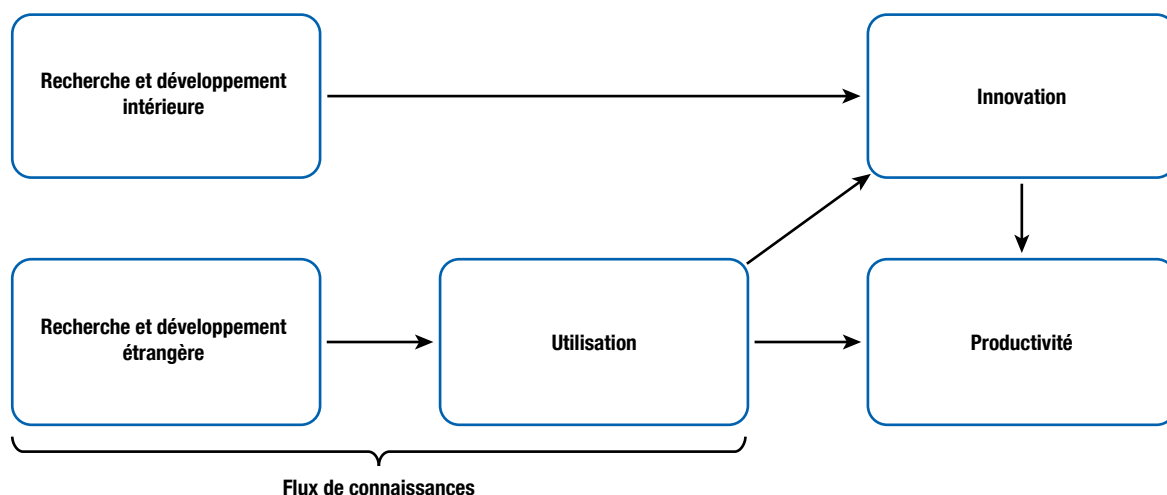 Recherche et développement
intérieure
Innovation
Recherche et développement
étrangère
Utilisation
Productivité
Flux de connaissances